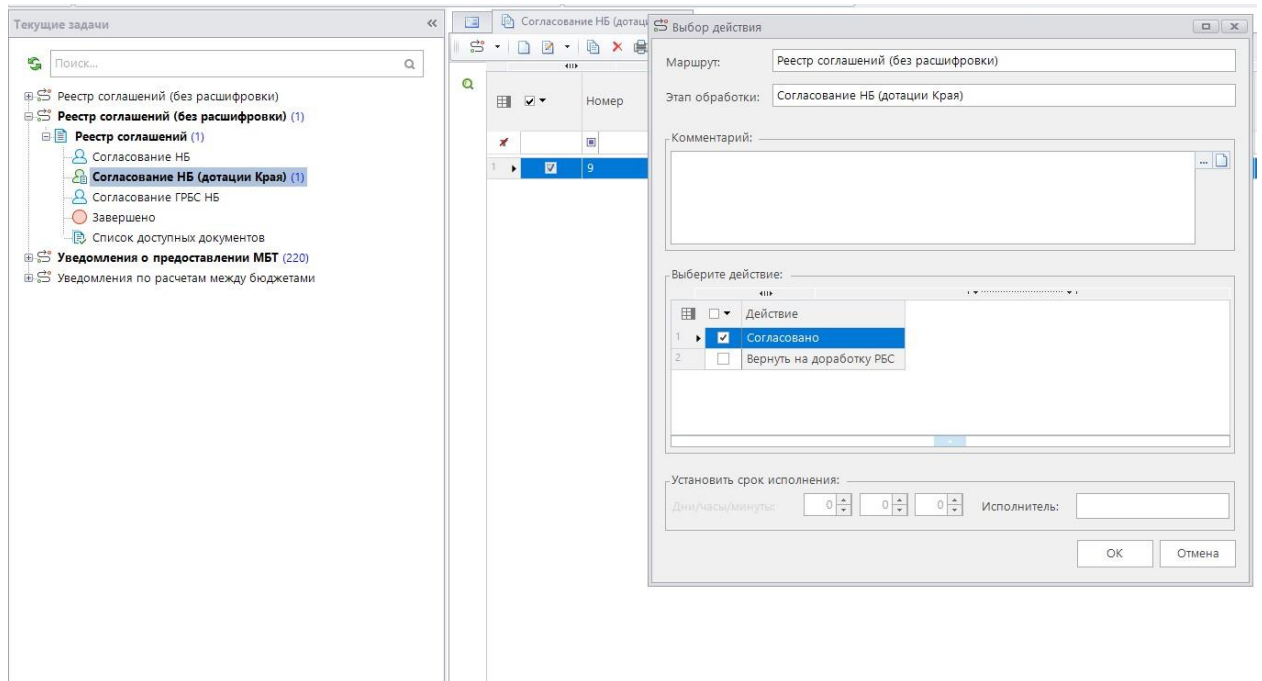 Текущие задачи
Поиск...
Реестр соглашений (без расшифровки)
Реестр соглашений (без расшифровки) (1)
Реестр соглашений (1)
Согласование НБ
Согласование НБ (дотации Края) (1)
Согласование ГРБС НБ
Завершено
Список доступных документов
Уведомления о предоставлении МБТ (220)
Уведомления по расчетам между бюджетами
Согласование НБ (дотаци
Номер
1 9
Выбор действия
Маршрут: Реестр соглашений (без расшифровки)
Этап обработки: Согласование НБ (дотации Края)
Комментарий:
...
Выберите действие:
Действие
1 Согласовано
2 Вернуть на доработку РБС
Установить срок исполнения:
Дни/часы/минуты: 0 0 0 Исполнитель:
ОК Отмена